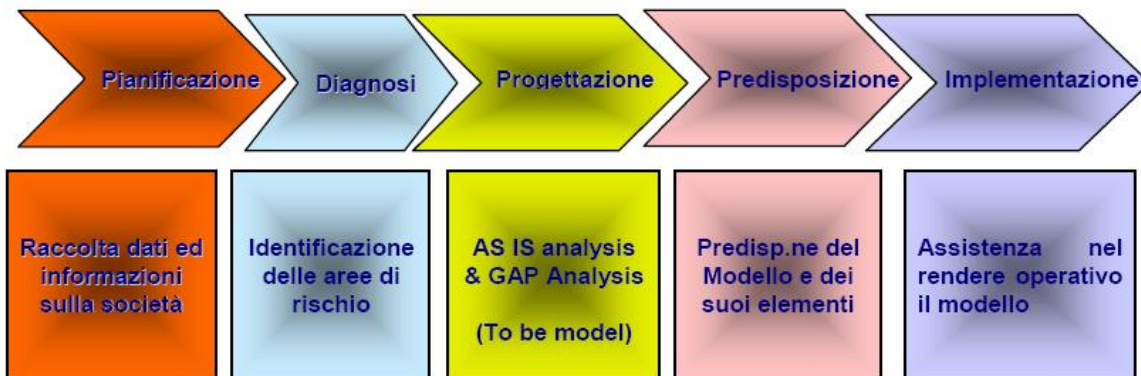 Pianificazione
Diagnosi
Progettazione
Predisposizione
Implementazione
Raccolta dati ed
informazioni
sulla società
Identificazione
delle aree di
rischio
AS IS analysis
& GAP Analysis
(To be model)
Predisp.ne del
Modello e dei
suoi elementi
Assistenza nel
rendere operativo
il modello